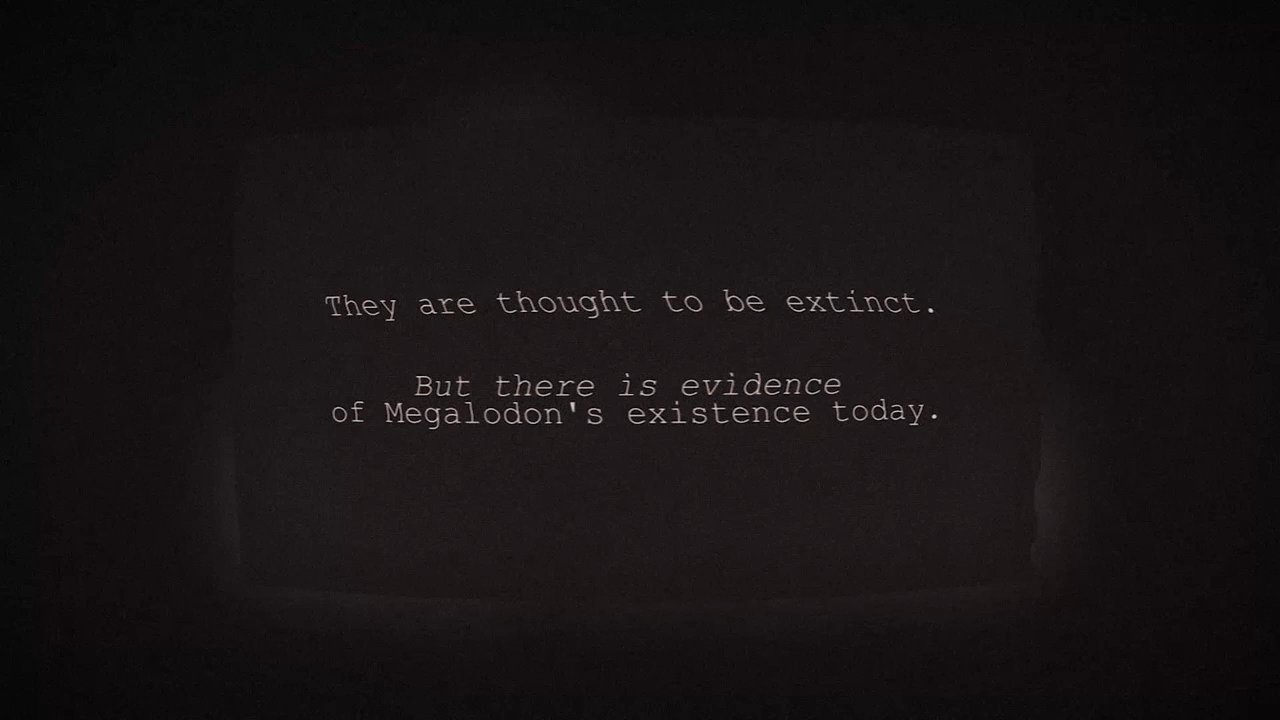 They are thought to be extinct.
But there is evidence
of Megalodon's existence today.